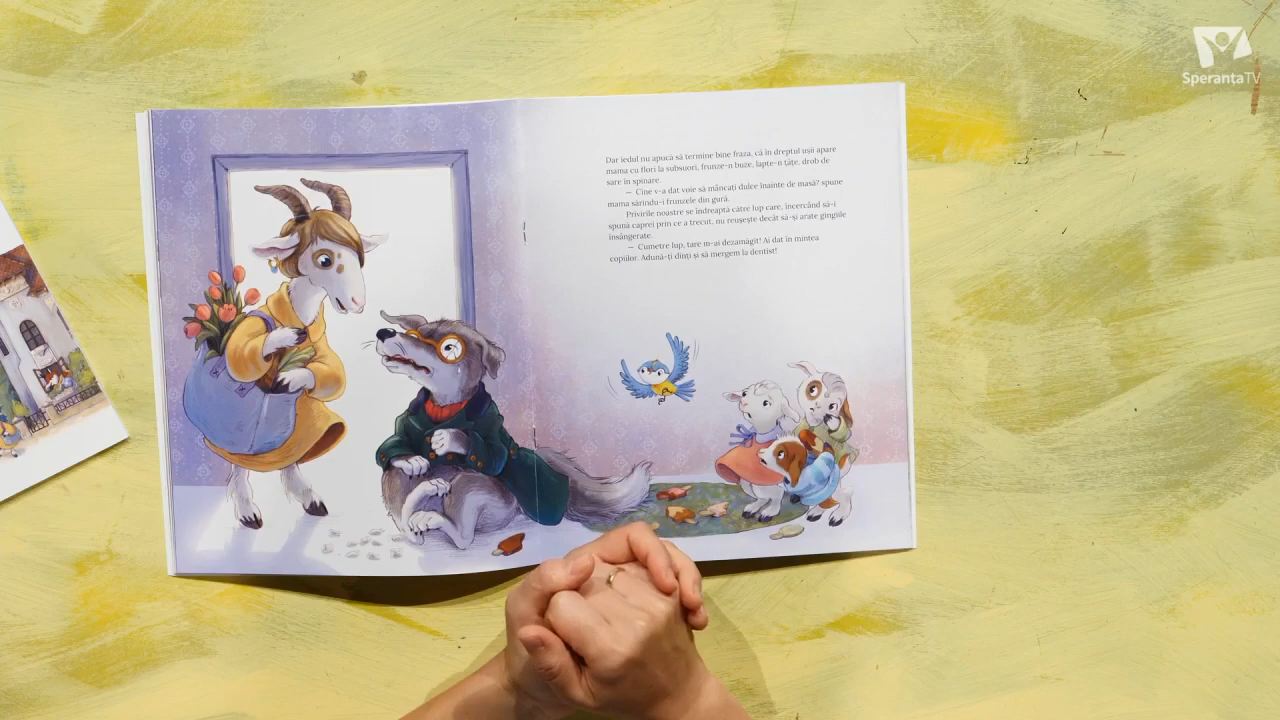 SperantaTV
Dar iedul nu apucă să termine bine fraza, că în dreptul ușii apare
mama cu flori la subsuori, frunze-n buze, lapte-n țâțe, drob de
sare în spinare.
— Cine v-a dat voie să mâncați dulce înainte de masă? spune
mama sărindu-i frunzele din gură.
Privirile noastre se îndreaptă către lup care, încercând să-i
spună caprei prin ce a trecut, nu reușește decât să-și arate gingiile
însângerate.
— Cumetre lup, tare m-ai dezamăgit! Ai dat în mintea
copiilor. Adună-ți dinți și să mergem la dentist!